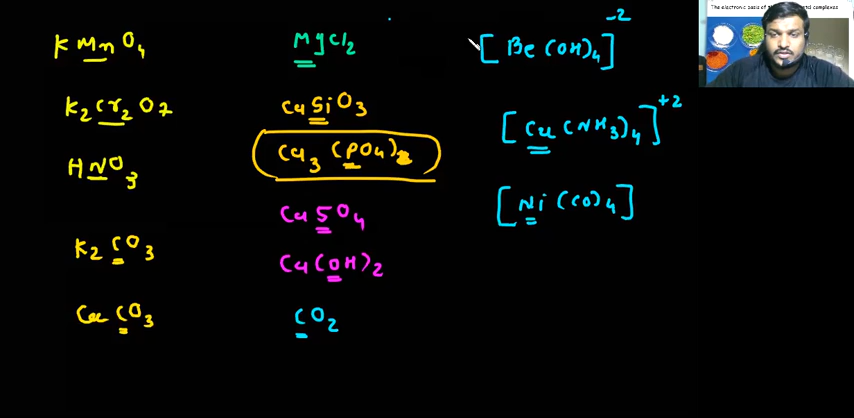 KMnO4
K2Cr2O7
HNO3
K2CO3
CaCO3
MgCl2
CaSiO3
Ca3(PO4)2
CaSO4
Ca(OH)2
CO2
[Be(OH)4]-2
[Cu(NH3)4]+2
[Ni(CO)4]
The electronic basis of
complexes